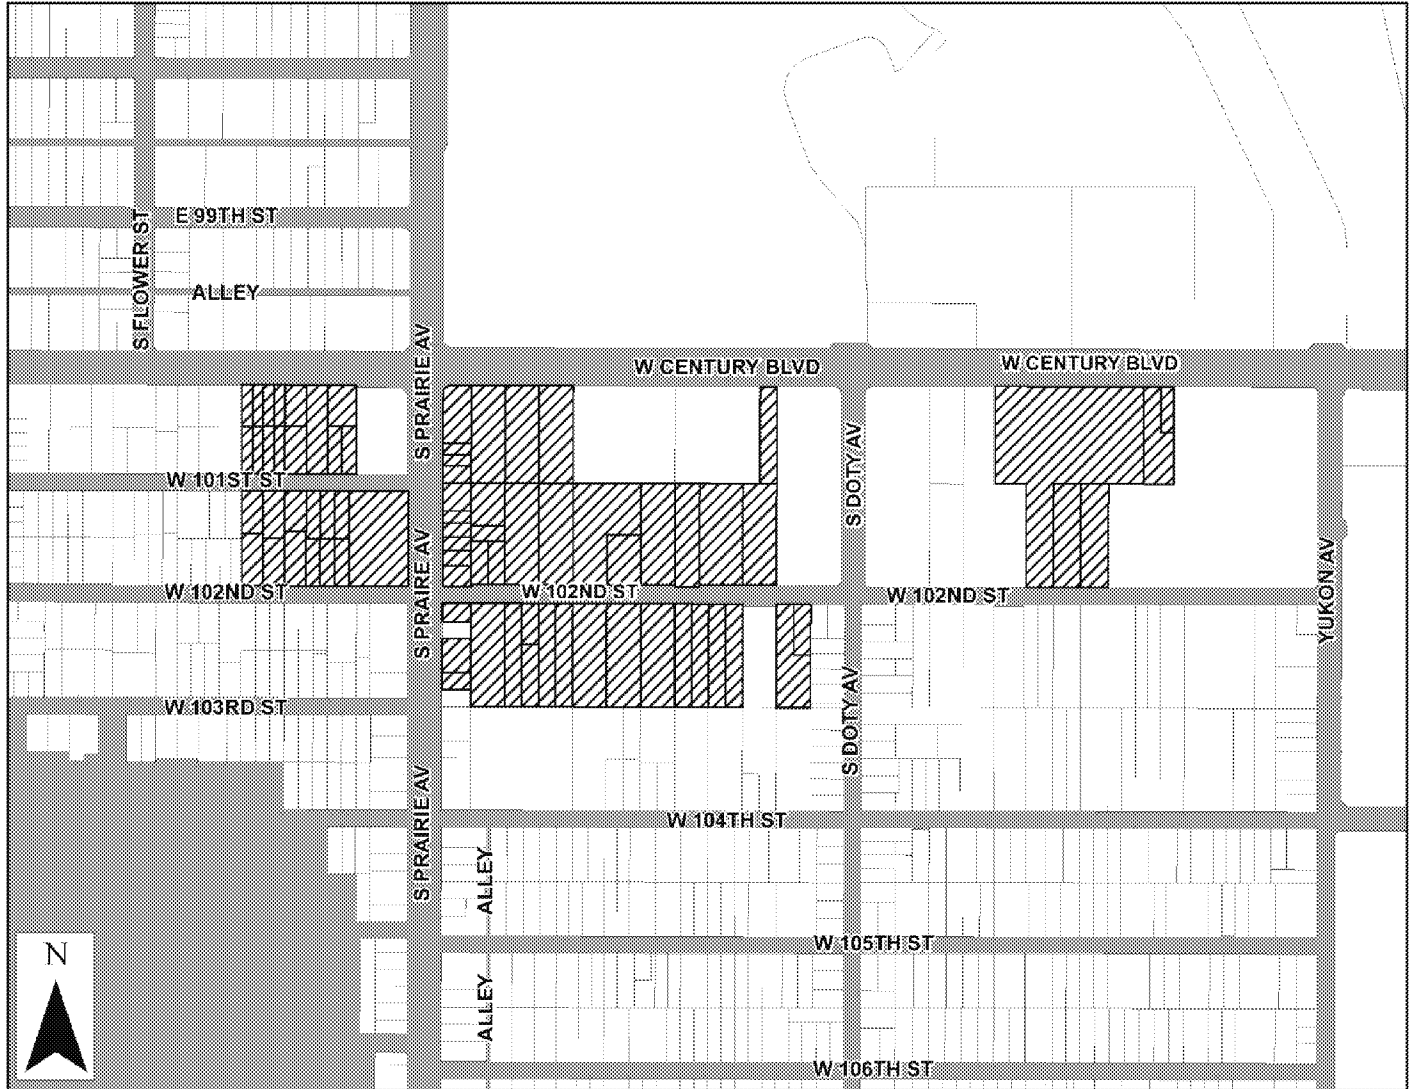 E 99TH ST
S FLOWER ST
ALLEY
S PRAIRIE AV
W CENTURY BLVD
W CENTURY BLVD
W 101ST ST
S DOTY AV
S PRAIRE AV
W 102ND ST
W 102ND ST
W 102ND ST
YUKON AV
W 103RD ST
S DOTY AV
S PRAIRIE AV
W 104TH ST
ALLEY
W 105TH ST
N
ALLEY
W 106TH ST